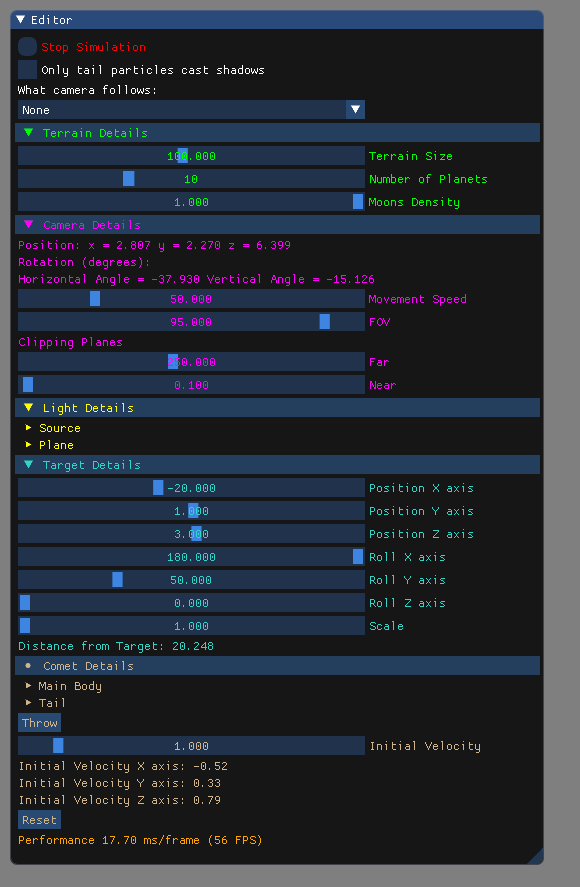 Editor
Stop Simulation
Only tail particles cast shadows
What camera follows:
None
Terrain Details
100.000 Terrain Size
10 Number of Planets
1.000 Moons Density
Camera Details
Position: x = 2.807 y = 2.270 z = 6.399
Rotation (degrees):
Horizontal Angle = -37.930 Vertical Angle = -15.126
50.000 Movement Speed
95.000 FOV
Clipping Planes
250.000 Far
0.100 Near
Light Details
Source
Plane
Target Details
-20.000 Position X axis
1.000 Position Y axis
3.000 Position Z axis
180.000 Roll X axis
50.000 Roll Y axis
0.000 Roll Z axis
1.000 Scale
Distance from Target: 20.248
Comet Details
Main Body
Tail
Throw
1.000 Initial Velocity
Initial Velocity X axis: -0.52
Initial Velocity Y axis: 0.33
Initial Velocity Z axis: 0.79
Reset
Performance 17.70 ms/frame (56 FPS)